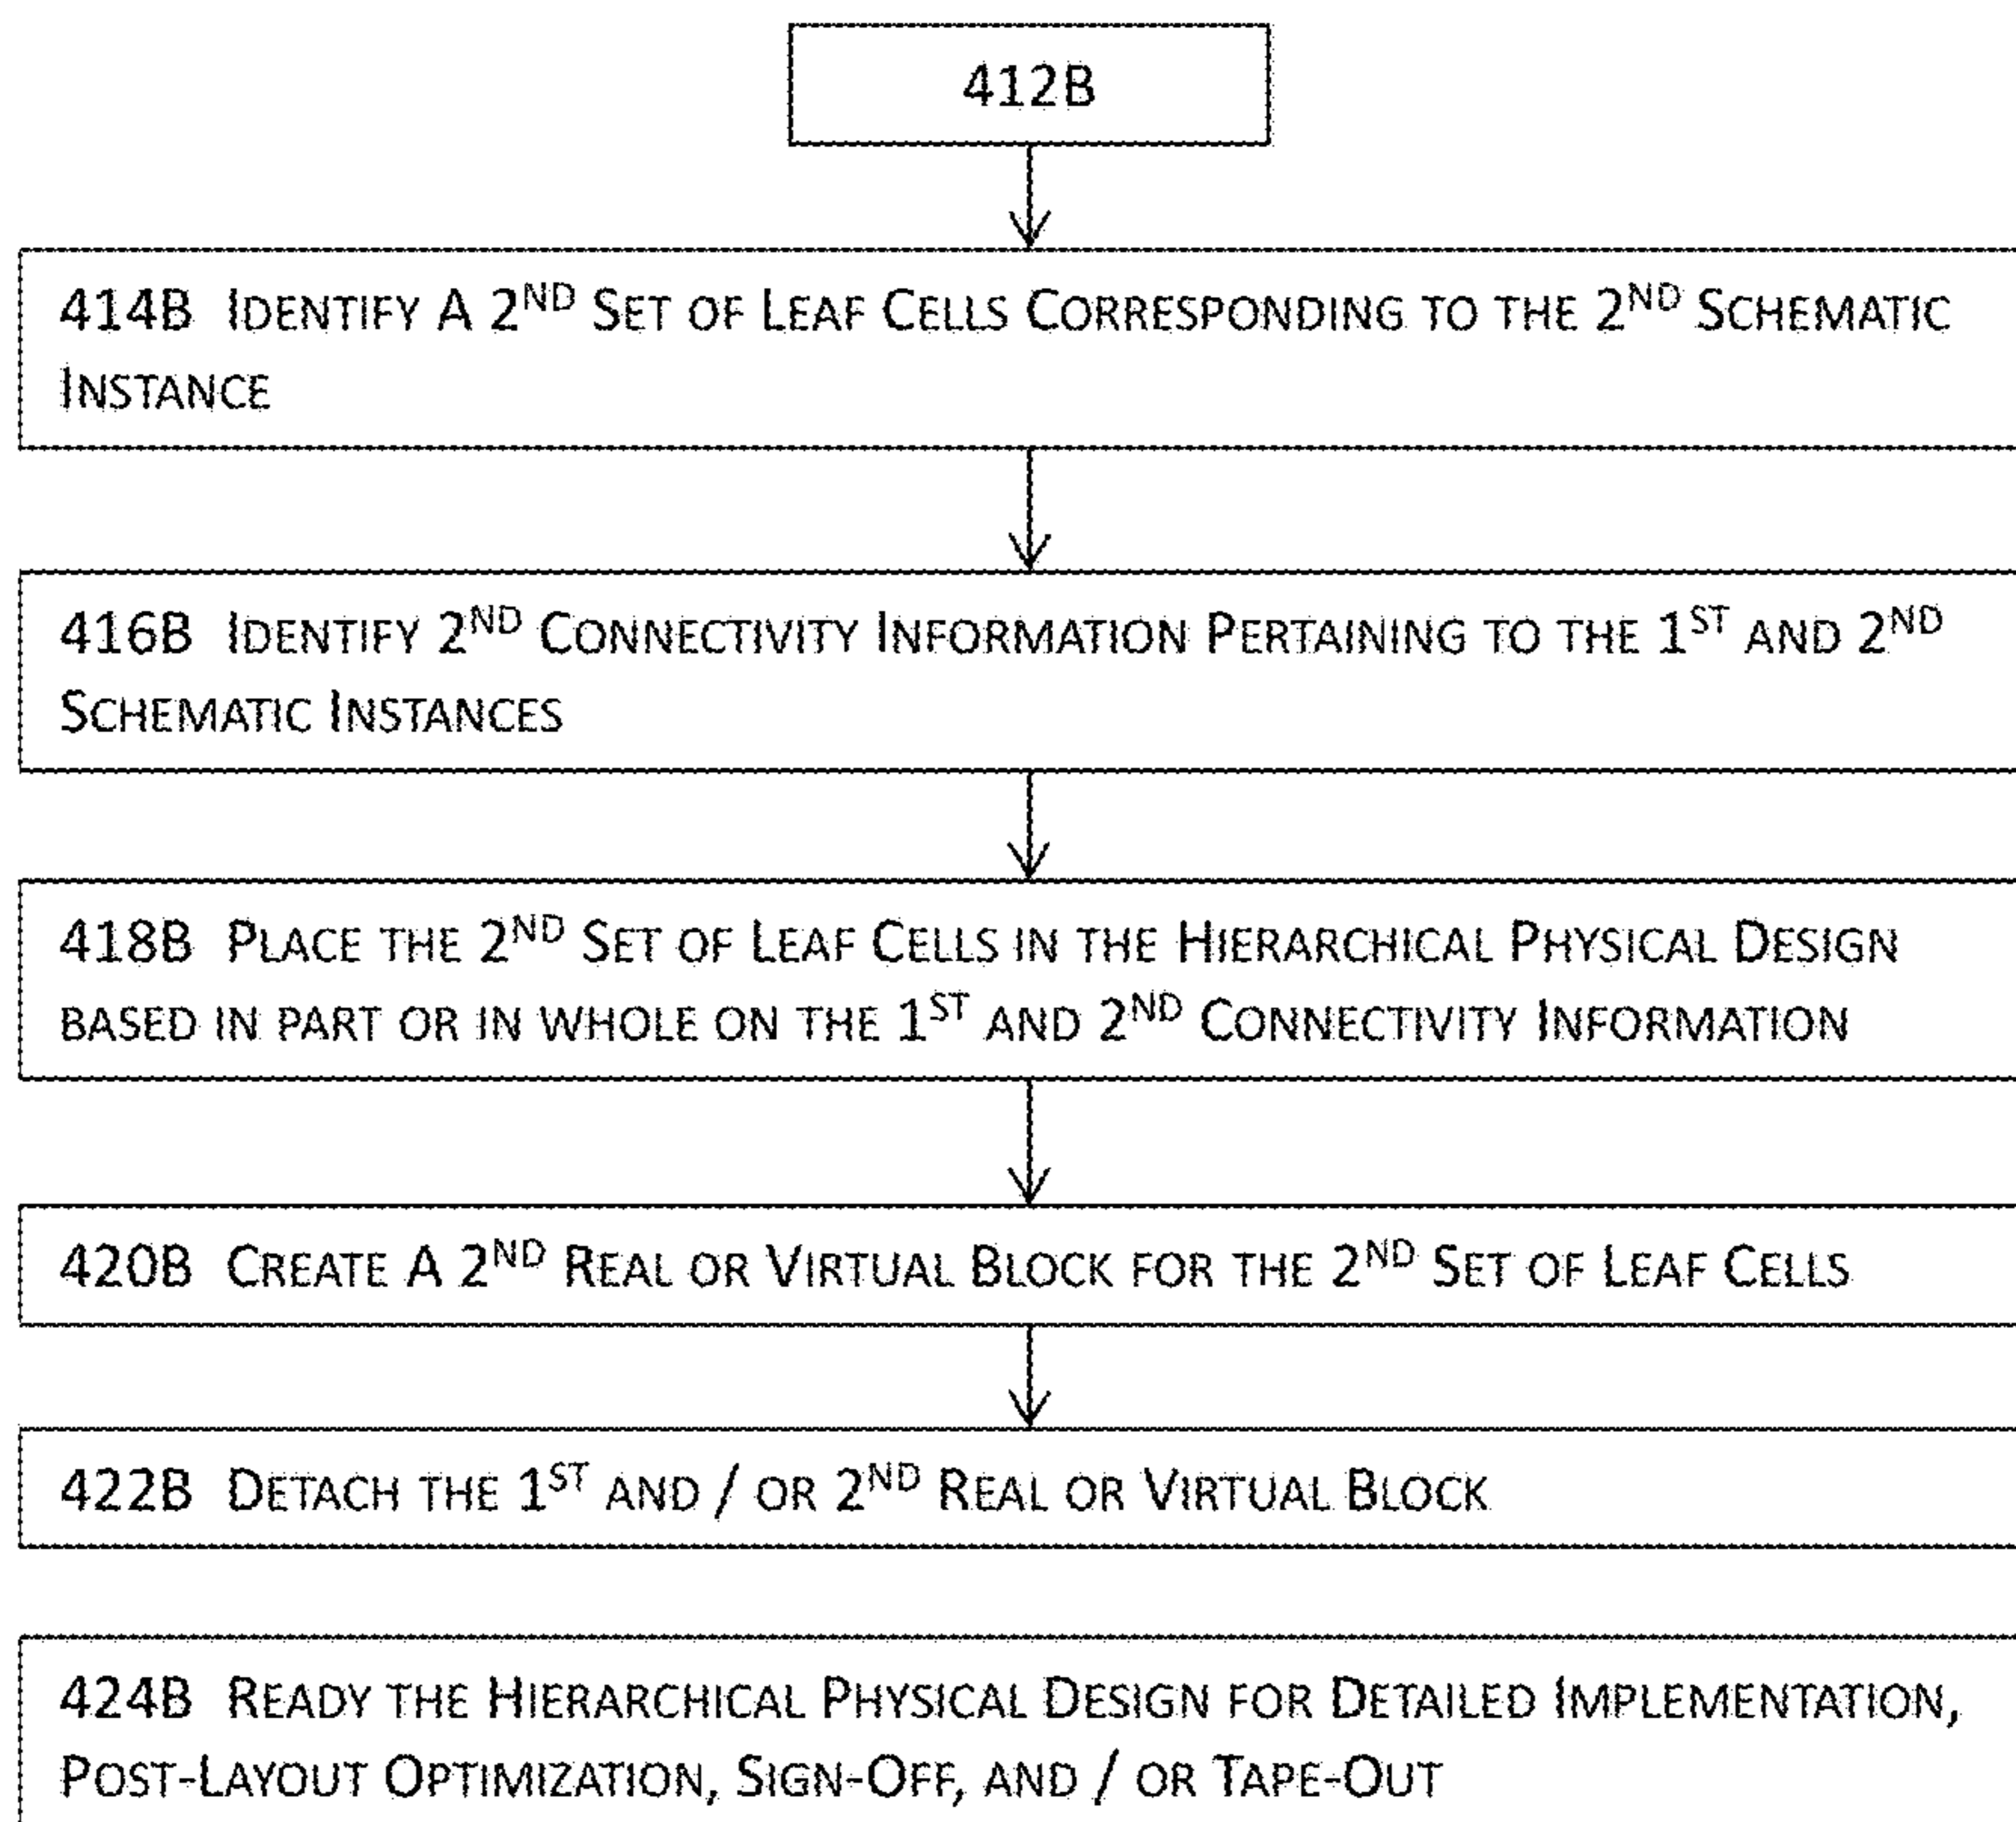 412B
414B IDENTIFY A 2ND SET OF LEAF CELLS CORRESPONDING TO THE 2ND SCHEMATIC
INSTANCE
416B IDENTIFY 2ND CONNECTIVITY INFORMATION PERTAINING TO THE 1ST AND 2ND
SCHEMATIC INSTANCES
418B PLACE THE 2ND SET OF LEAF CELLS IN THE HIERARCHICAL PHYSICAL DESIGN
BASED IN PART OR IN WHOLE ON THE 1ST AND 2ND CONNECTIVITY INFORMATION
420B CREATE A 2ND REAL OR VIRTUAL BLOCK FOR THE 2ND SET OF LEAF CELLS
422B DETACH THE 1ST AND / OR 2ND REAL OR VIRTUAL BLOCK
424B READY THE HIERARCHICAL PHYSICAL DESIGN FOR DETAILED IMPLEMENTATION,
POST-LAYOUT OPTIMIZATION, SIGN-OFF, AND / OR TAPE-OUT